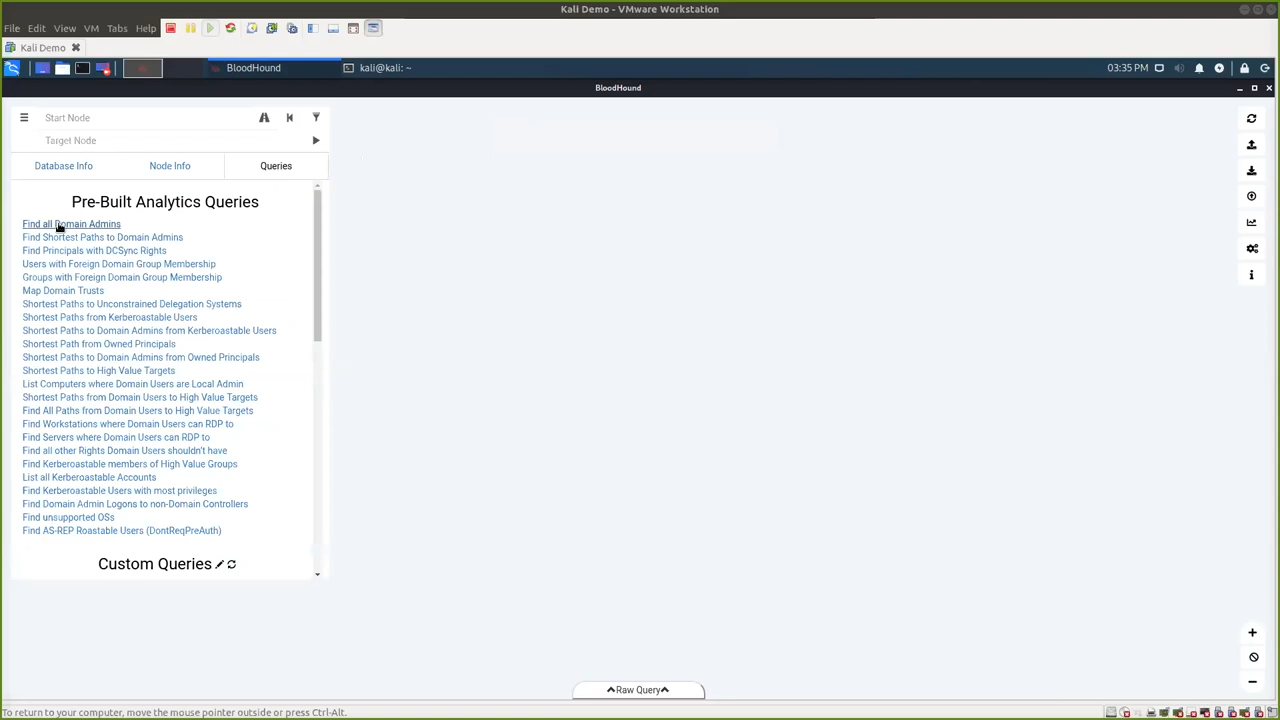 Kali Demo - VMware Workstation
File Edit View VM Tabs Help
Kali Demo
BloodHound
kali@kali: ~
03:35 PM
BloodHound
Start Node
Target Node
Database Info
Node Info
Queries
Pre-Built Analytics Queries
Find all Domain Admins
Find Shortest Paths to Domain Admins
Find Principals with DCSync Rights
Users with Foreign Domain Group Membership
Groups with Foreign Domain Group Membership
Map Domain Trusts
Shortest Paths to Unconstrained Delegation Systems
Shortest Paths from Kerberoastable Users
Shortest Paths to Domain Admins from Kerberoastable Users
Shortest Path from Owned Principals
Shortest Paths to Domain Admins from Owned Principals
Shortest Paths to High Value Targets
List Computers where Domain Users are Local Admin
Shortest Paths from Domain Users to High Value Targets
Find All Paths from Domain Users to High Value Targets
Find Workstations where Domain Users can RDP to
Find Servers where Domain Users can RDP to
Find all other Rights Domain Users shouldn't have
Find Kerberoastable members of High Value Groups
List all Kerberoastable Accounts
Find Kerberoastable Users with most privileges
Find Domain Admin Logons to non-Domain Controllers
Find unsupported OSs
Find AS-REP Roastable Users (DontReqPreAuth)
Custom Queries
Raw Query
To return to your computer, move the mouse pointer outside or press Ctrl-Alt.